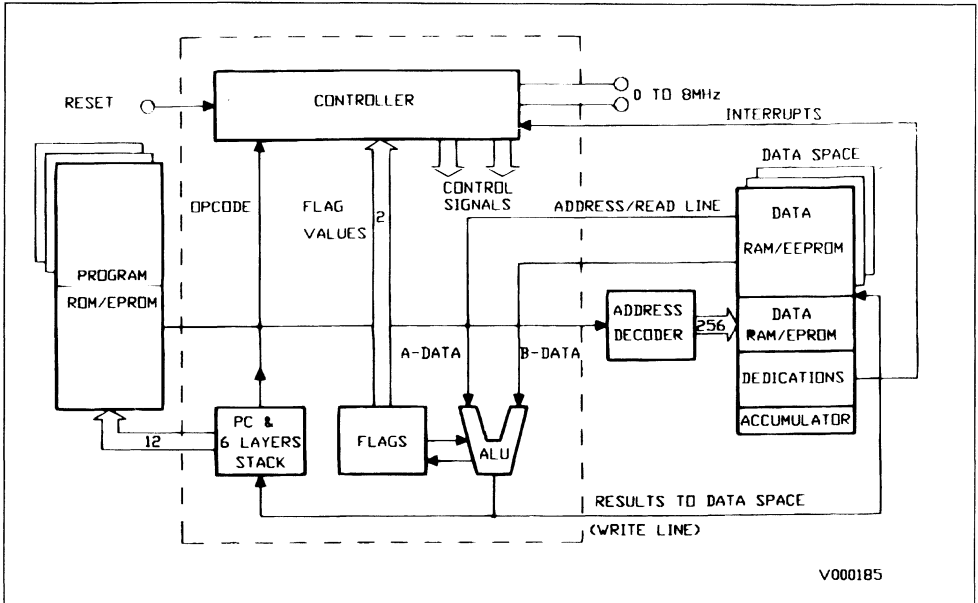 CONTROLLER
RESET
0 TO 8MHz
INTERRUPTS
DATA SPACE
OPCODE
FLAG
VALUES
2
CONTROL
SIGNALS
ADDRESS/READ LINE
DATA
RAM/EEPROM
PROGRAM
ROM/EPROM
ADDRESS
DECODER
256
DATA
RAM/EPROM
A-DATA
B-DATA
DEDICATIONS
ACCUMULATOR
12
PC &
6 LAYERS
STACK
FLAGS
ALU
RESULTS TO DATA SPACE
(WRITE LINE)
V000185